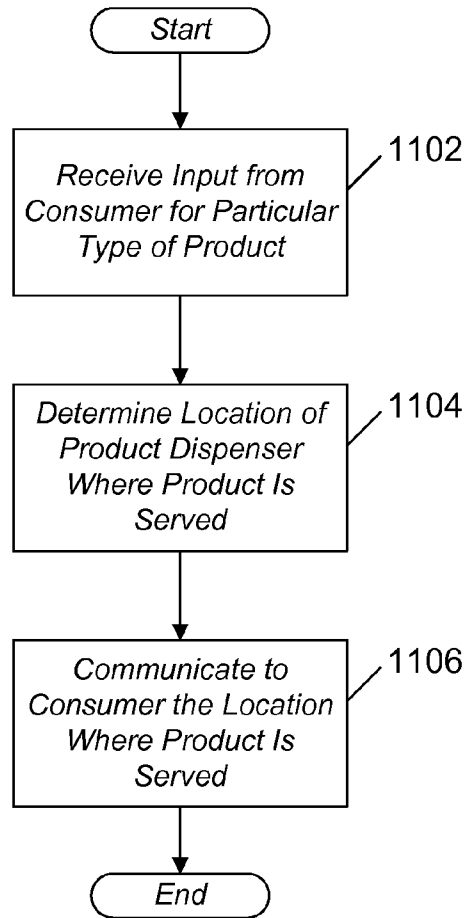 Start
1102
Receive Input from
Consumer for Particular
Type of Product
1104
Determine Location of
Product Dispenser
Where Product Is
Served
1106
Communicate to
Consumer the Location
Where Product Is
Served
End